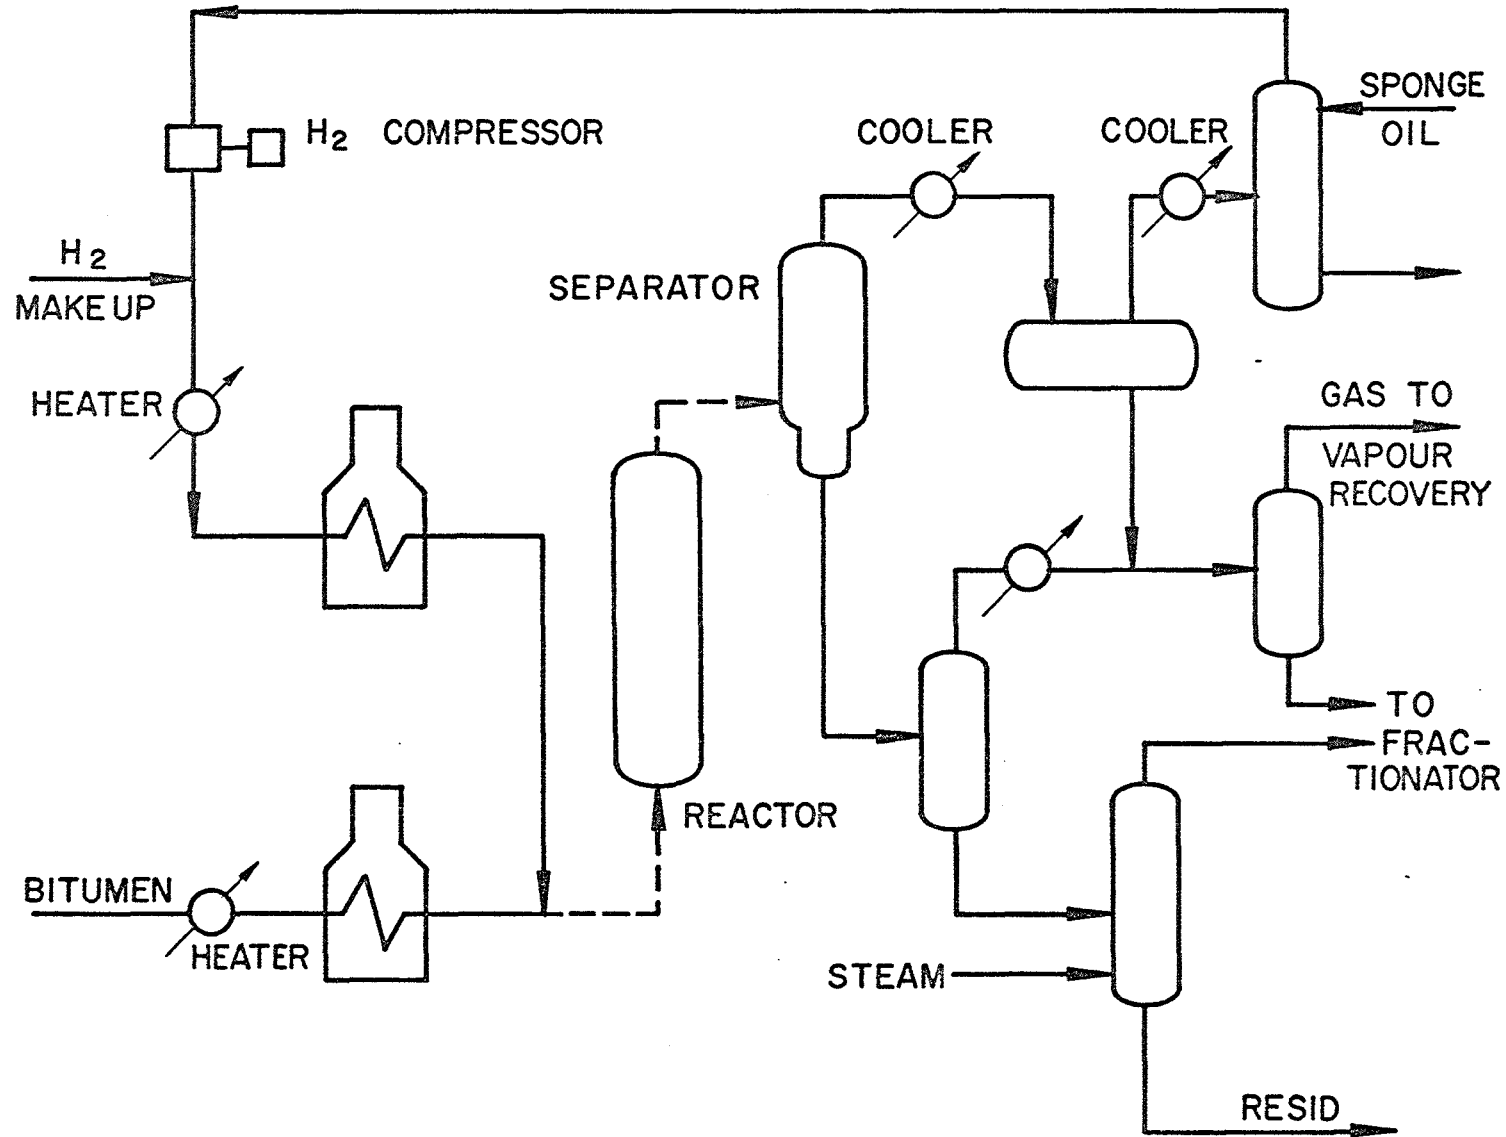 SPONGE
OIL
H2 COMPRESSOR
COOLER
COOLER
H2
MAKE UP
SEPARATOR
HEATER
GAS TO
VAPOUR
RECOVERY
TO
FRAC-
TIONATOR
REACTOR
BITUMEN
HEATER
STEAM
RESID